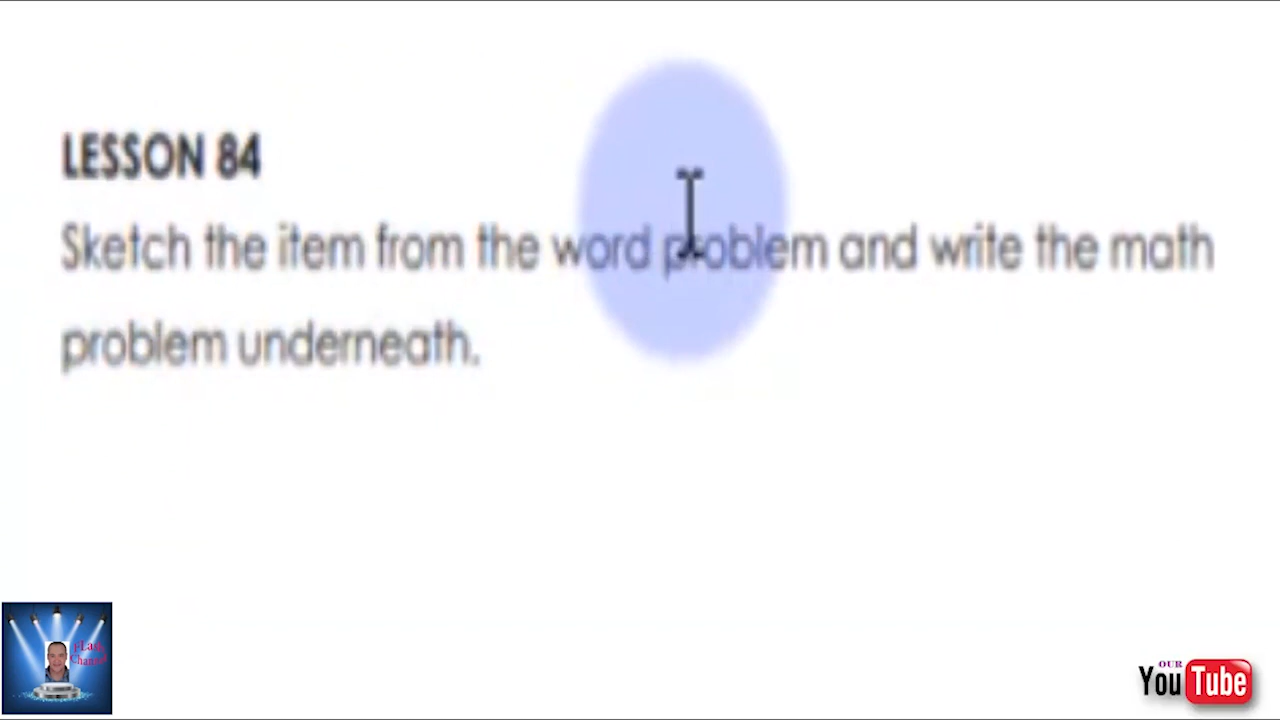 LESSON 84
Sketch the item from the word problem and write the math
problem underneath.
OUR
YouTube